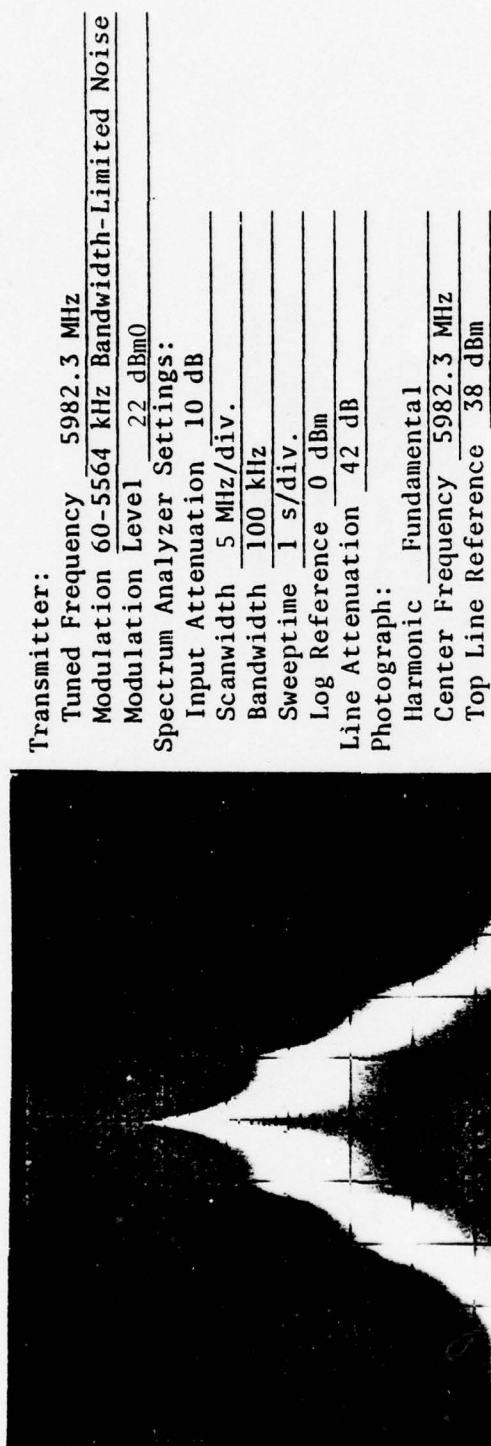 Transmitter:
Tuned Frequency 5982.3 MHz
Modulation 60-5564 kHz Bandwidth-Limited Noise
Modulation Level 22 dBmO
Spectrum Analyzer Settings:
Input Attenuation 10 dB
Scanwidth 5 MHz/div.
Bandwidth 100 kHz
Sweeptime 1 s/div.
Log Reference 0 dBm
Line Attenuation 42 dB
Photograph:
Harmonic Fundamental
Center Frequency 5982.3 MHz
Top Line Reference 38 dBm